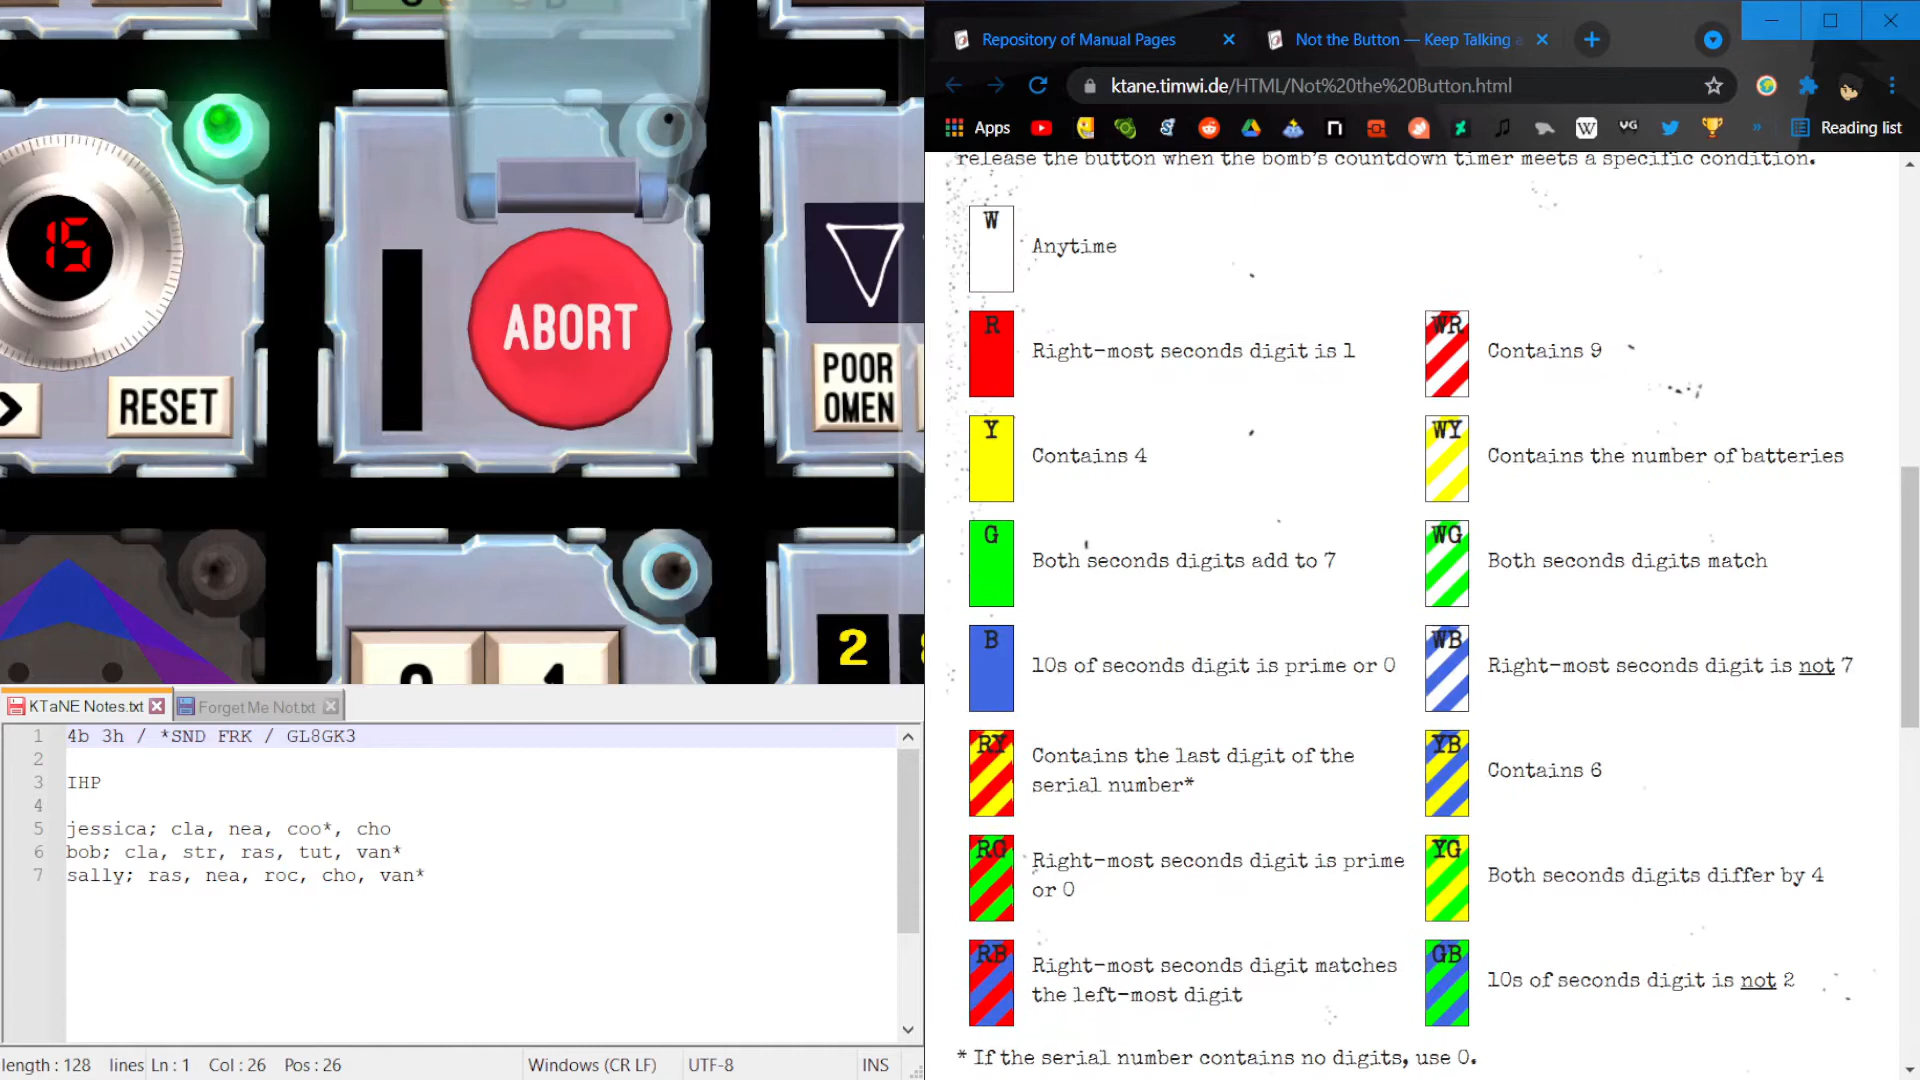 15
RESET
ABORT
POOR
OMEN
2
KTaNE Notes.txt
Forget Me Not.txt
1 4b 3h / *SND FRK / GL8GK3
2
3 IHP
4
5 jessica; cla, nea, coo*, cho
6 bob; cla, str, ras, tut, van*
7 sally; ras, nea, roc, cho, van*
length : 128 lines Ln : 1 Col : 26 Pos : 26 Windows (CR LF) UTF-8 INS
Repository of Manual Pages
Not the Button — Keep Talking
ktane.timwi.de/HTML/Not%20the%20Button.html
Apps
Reading list
release the button when the bomb's countdown timer meets a specific condition.
W Anytime
R Right-most seconds digit is 1
WR Contains 9
Y Contains 4
WY Contains the number of batteries
G Both seconds digits add to 7
WG Both seconds digits match
B 10s of seconds digit is prime or 0
WB Right-most seconds digit is not 7
RY Contains the last digit of the
serial number*
YB Contains 6
RG Right-most seconds digit is prime
or 0
YG Both seconds digits differ by 4
RB Right-most seconds digit matches
the left-most digit
GB 10s of seconds digit is not 2
* If the serial number contains no digits, use 0.